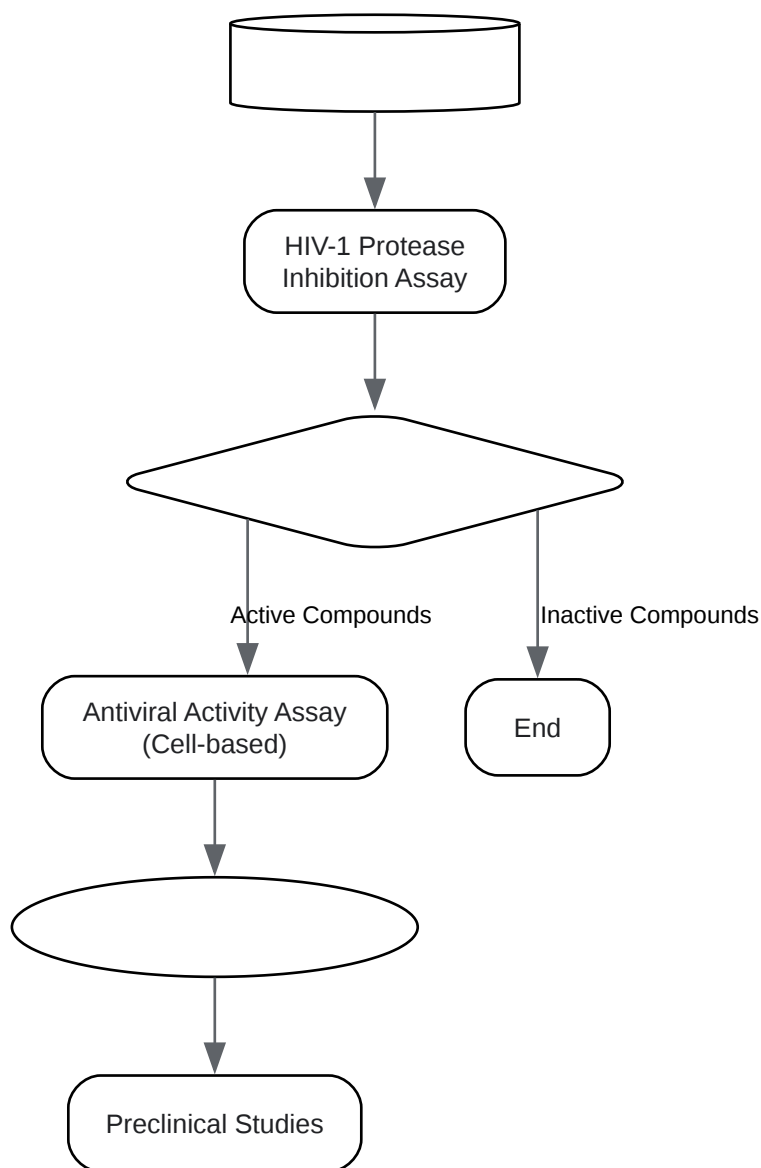 HIV-1 Protease
Inhibition Assay
Active Compounds
Inactive Compounds
Antiviral Activity Assay
(Cell-based)
End
Preclinical Studies